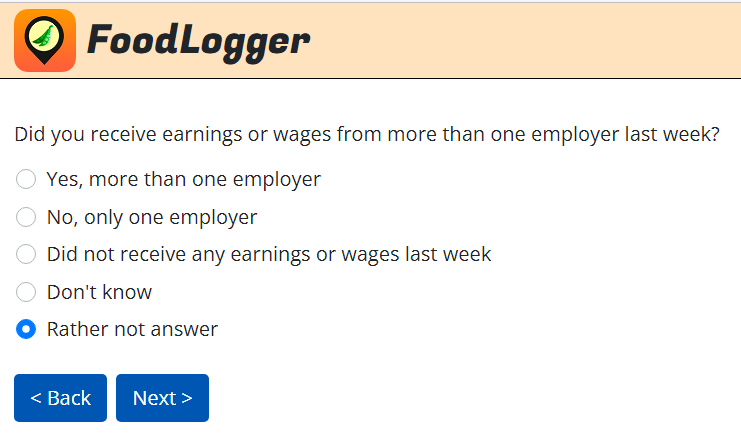 FoodLogger
Did you receive earnings or wages from more than one employer last week?
Yes, more than one employer
No, only one employer
Did not receive any earnings or wages last week
Don't know
Rather not answer
< Back Next >